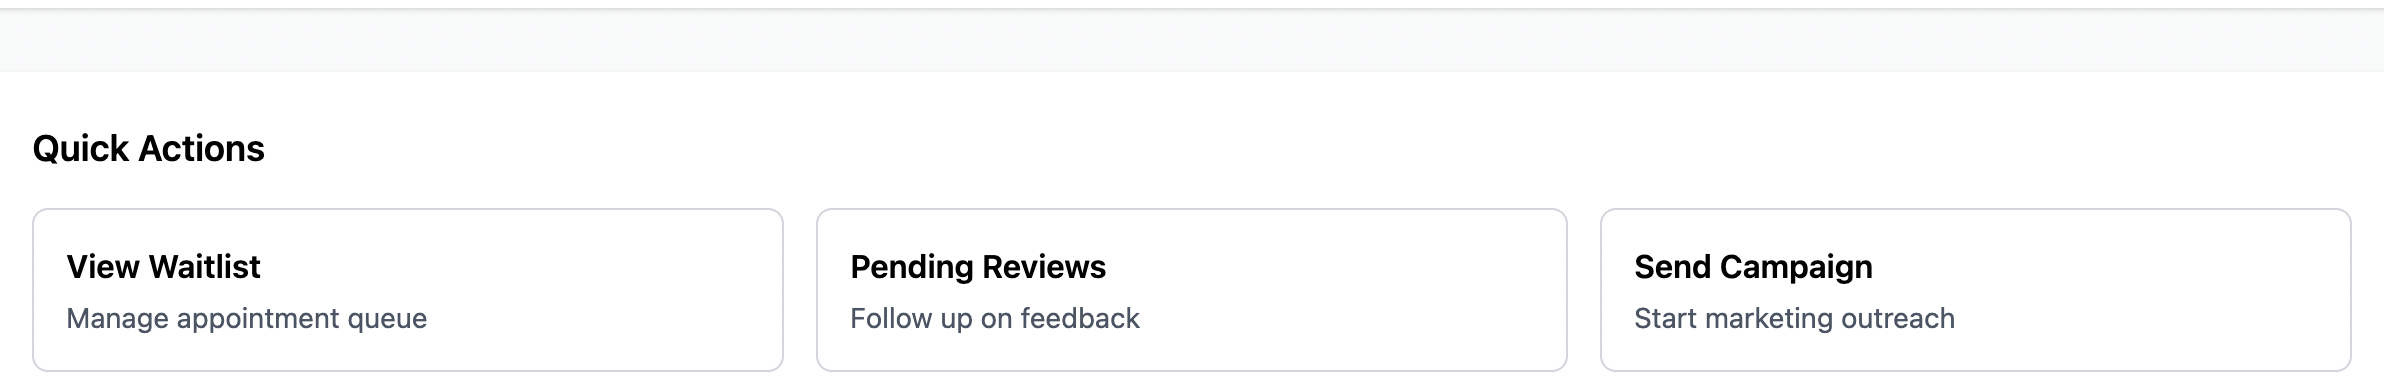 Quick Actions
View Waitlist
Manage appointment queue
Pending Reviews
Follow up on feedback
Send Campaign
Start marketing outreach